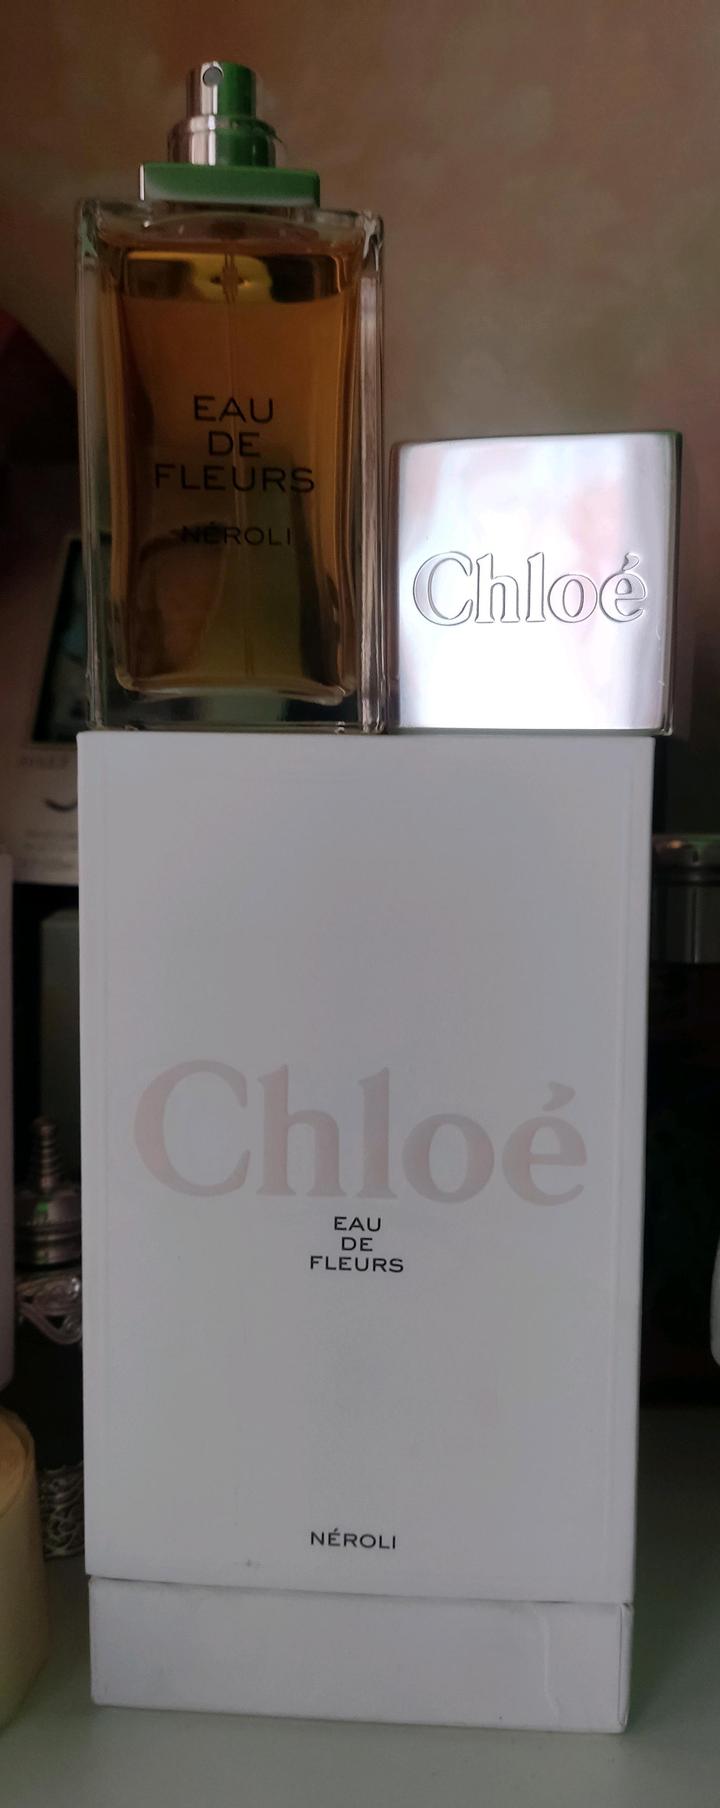 EAU
DE
FLEURS
NÉROLI
Chloé
Chloé
EAU
DE
FLEURS
NÉROLI